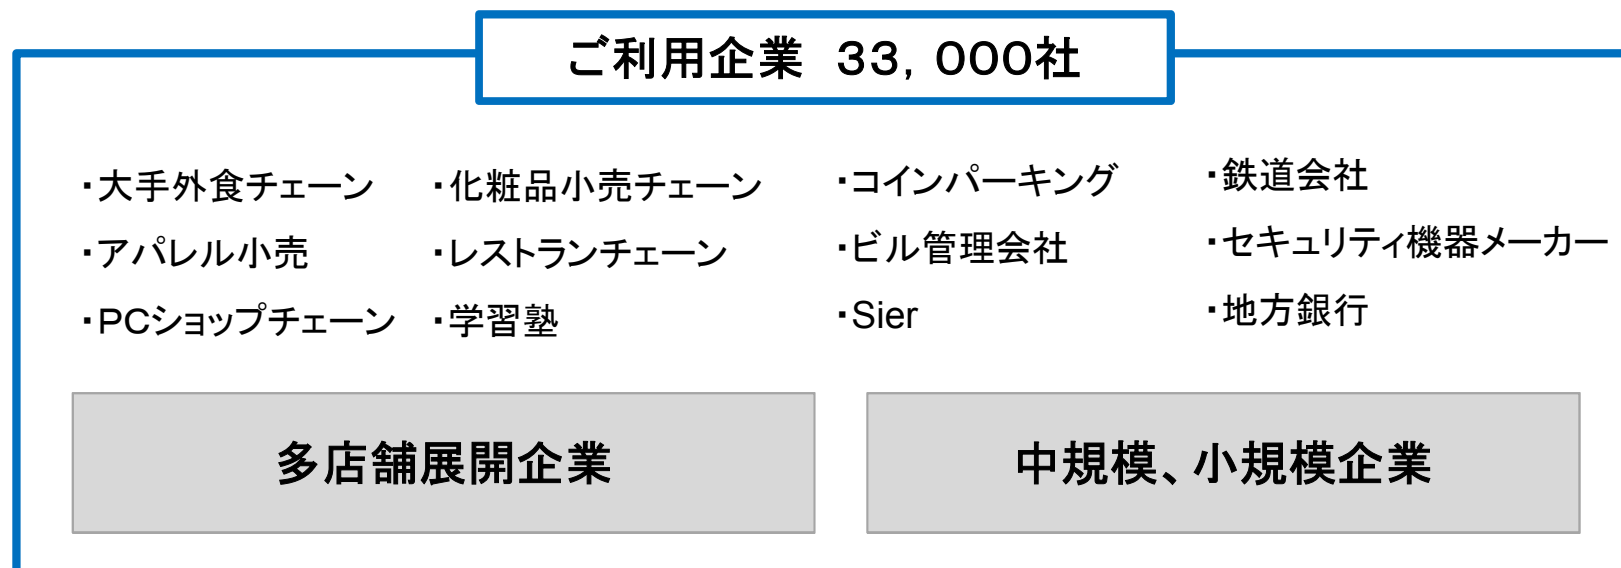 ご利用企業　３３，０００社
・大手外食チェーン
・アパレル小売
・PCショップチェーン
・化粧品小売チェーン
・レストランチェーン
・学習塾
・コインパーキング
・ビル管理会社
・Sier
・鉄道会社
・セキュリティ機器メーカー
・地方銀行
多店舗展開企業
中規模、小規模企業